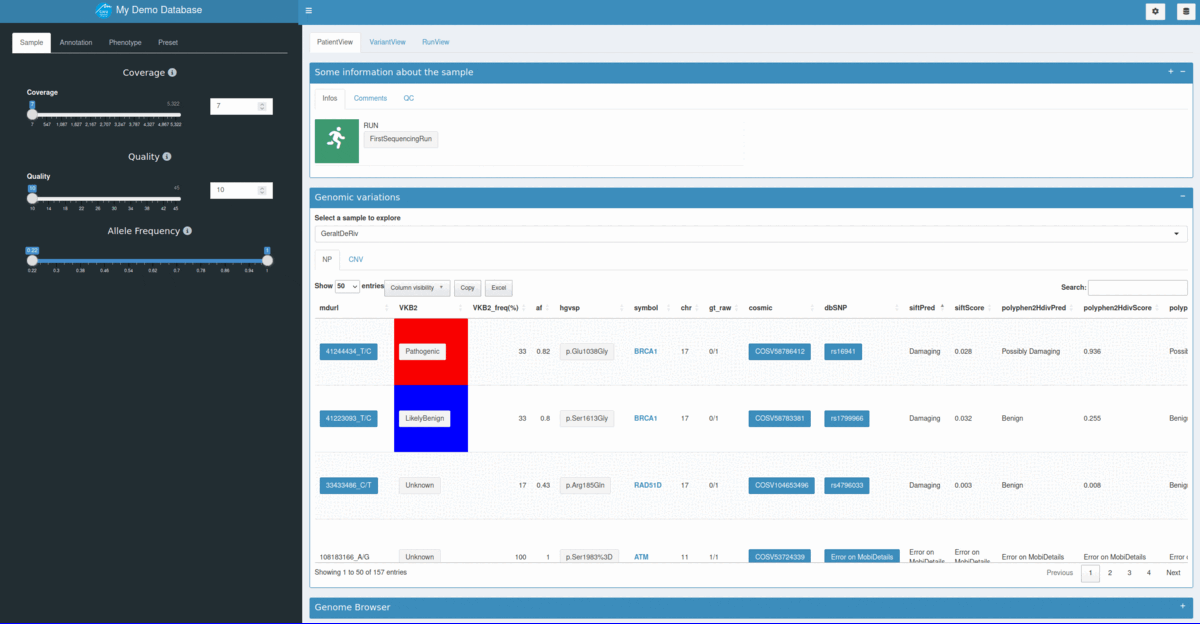 My Demo Database
Sample Annotation Phenotype Preset
Coverage
Coverage
7 5,322
7
7 547 1,087 1,627 2,167 2,707 3,247 3,787 4,327 4,867 5,322
Quality
Quality
10 45
10
10 14 18 22 26 30 34 38 42 45
Allele Frequency
0.22 1
0.22 0.3 0.38 0.46 0.54 0.62 0.7 0.78 0.86 0.94 1
PatientView VariantView RunView
Some information about the sample + −
Infos Comments QC
RUN
FirstSequencingRun
Genomic variations −
Select a sample to explore
GeraltDeRiv
NP CNV
Show 50 entries Column visibility Copy Excel Search:
mdurl VKB2 VKB2_freq(%) af hgvsp symbol chr gt_raw cosmic dbSNP siftPred siftScore polyphen2HdivPred polyphen2HdivScore polyp
41244434_T/C Pathogenic 33 0.82 p.Glu1038Gly BRCA1 17 0/1 COSV58786412 rs16941 Damaging 0.028 Possibly Damaging 0.936 Possib
41223093_T/C LikelyBenign 33 0.8 p.Ser1613Gly BRCA1 17 0/1 COSV58783381 rs1799966 Damaging 0.032 Benign 0.255 Benign
33433486_C/T Unknown 17 0.43 p.Arg185Gln RAD51D 17 0/1 COSV104653496 rs4796033 Damaging 0.003 Benign 0.008 Benign
108183166_A/G Unknown 100 1 p.Ser1983%3D ATM 11 1/1 COSV53724339 Error on MobiDetails Error on MobiDetails Error on MobiDetails Error on MobiDetails Error on MobiDetails Error
Showing 1 to 50 of 157 entries Previous 1 2 3 4 Next
Genome Browser +